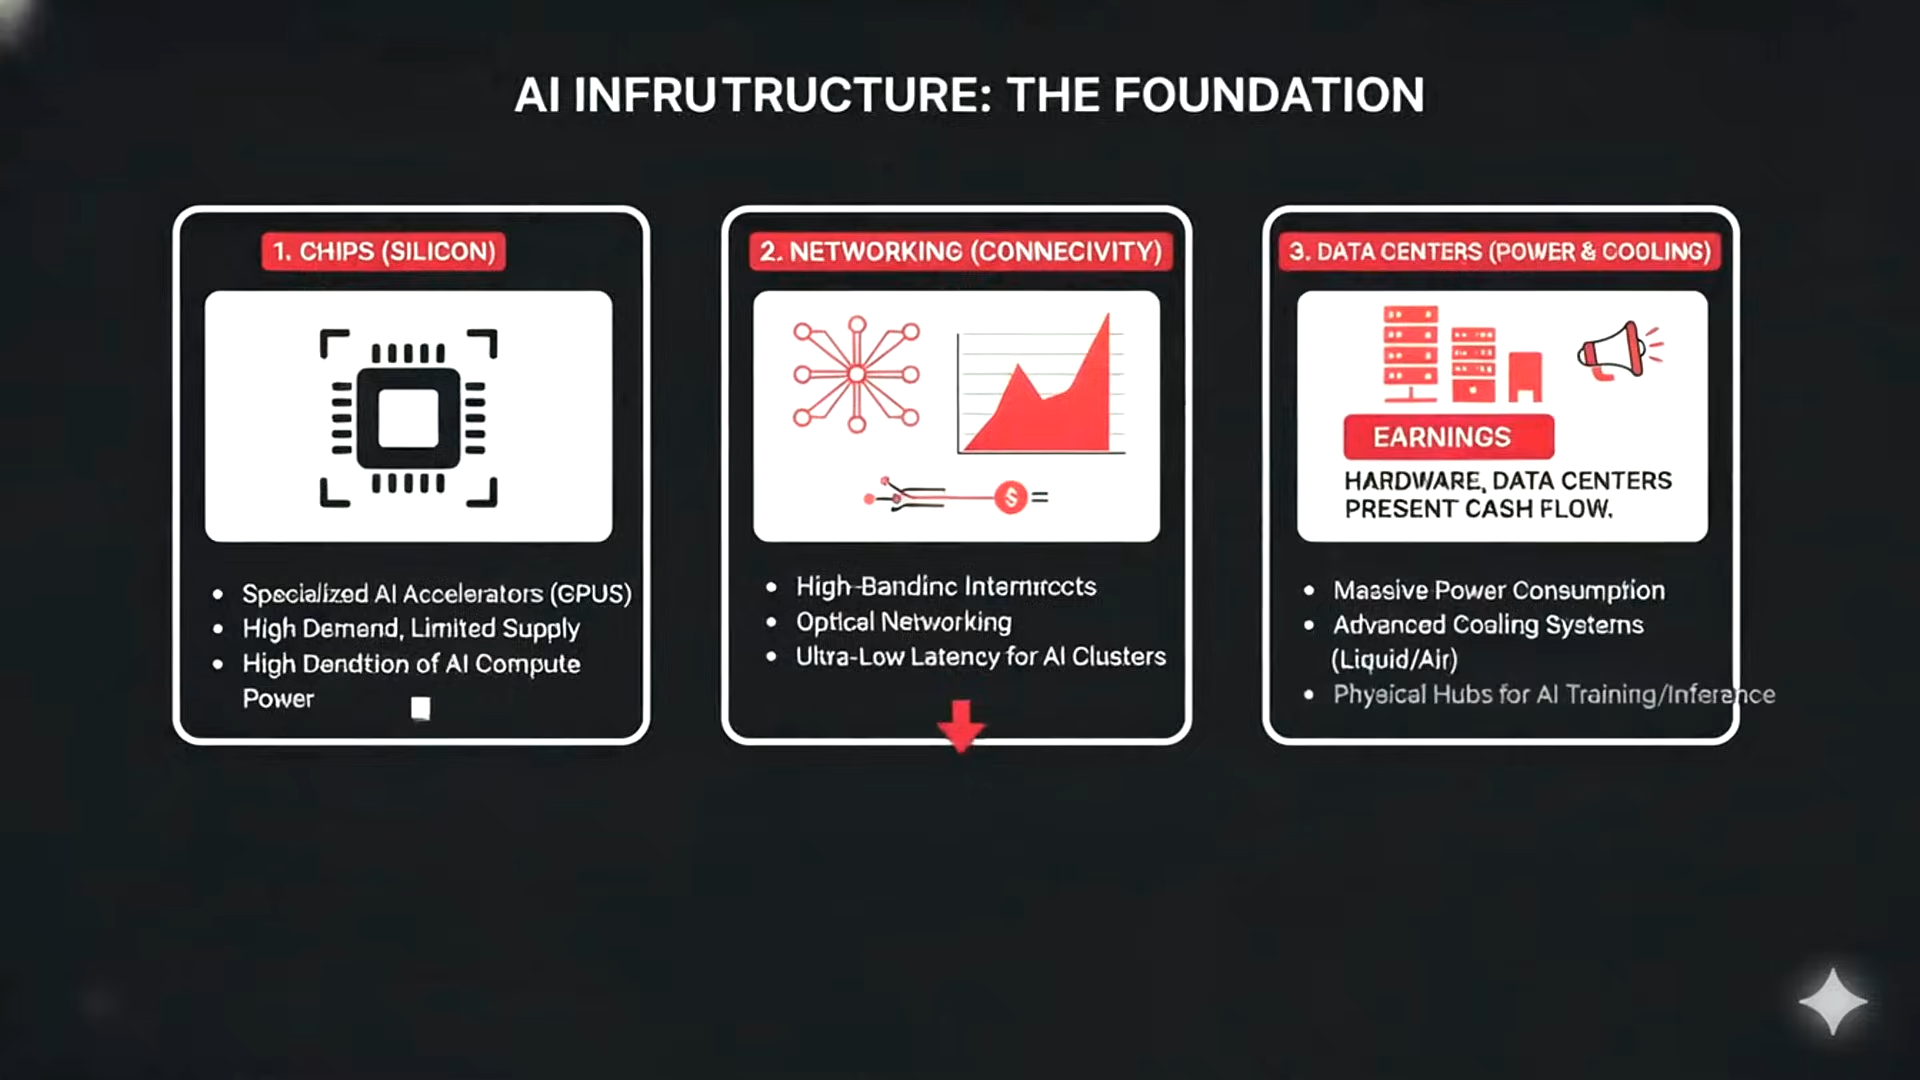 AI INFRUTRUCTURE: THE FOUNDATION
1. CHIPS (SILICON)
• Specialized AI Accelerators (GPUS)
• High Demand, Limited Supply
• High Dendtion of AI Compute
Power
2. NETWORKING (CONNECIVITY)
$ =
• High-Bandinc Intemrrcots
• Optical Networking
• Ultra-Low Latency for AI Clusters
3. DATA CENTERS (POWER & COOLING)
EARNINGS
HARDWARE, DATA CENTERS
PRESENT CASH FLOW.
• Massive Power Consumption
• Advanced Coaling Systems
(Liquid/Air)
• Physical Hubs for AI Training/Inferance